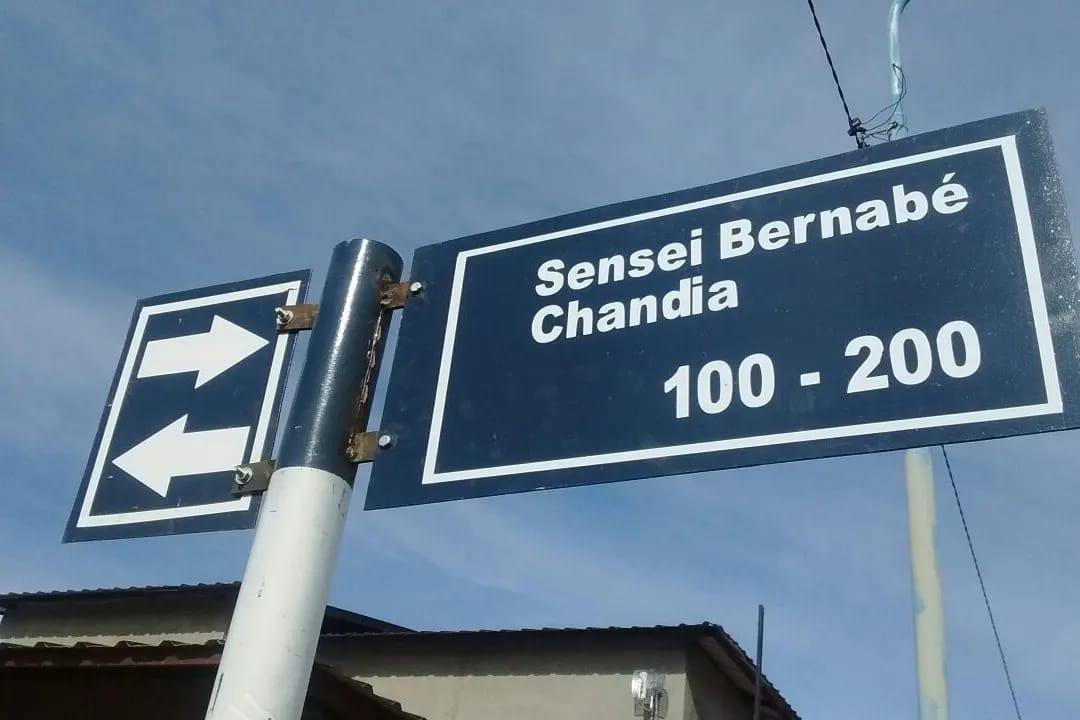 Sensei Bernabé
Chandia
100 - 200